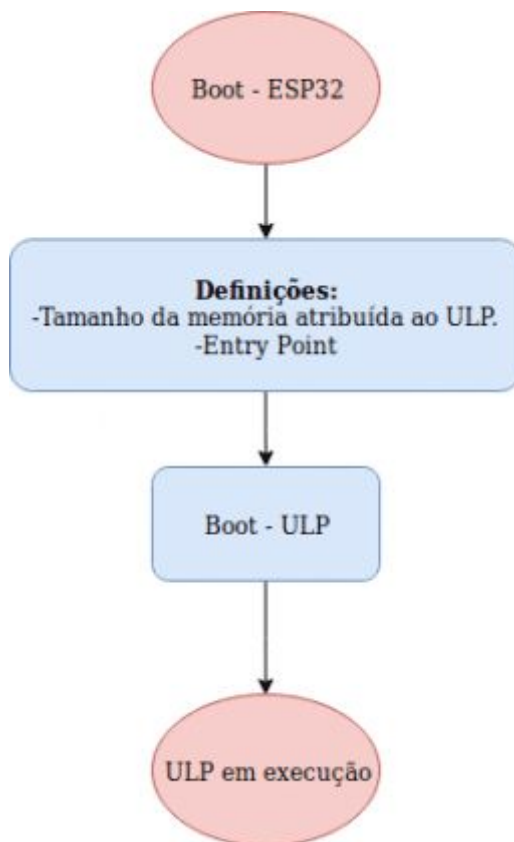 Boot - ESP32
Definições:
-Tamanho da memória atribuída ao ULP.
-Entry Point
Boot - ULP
ULP em execução